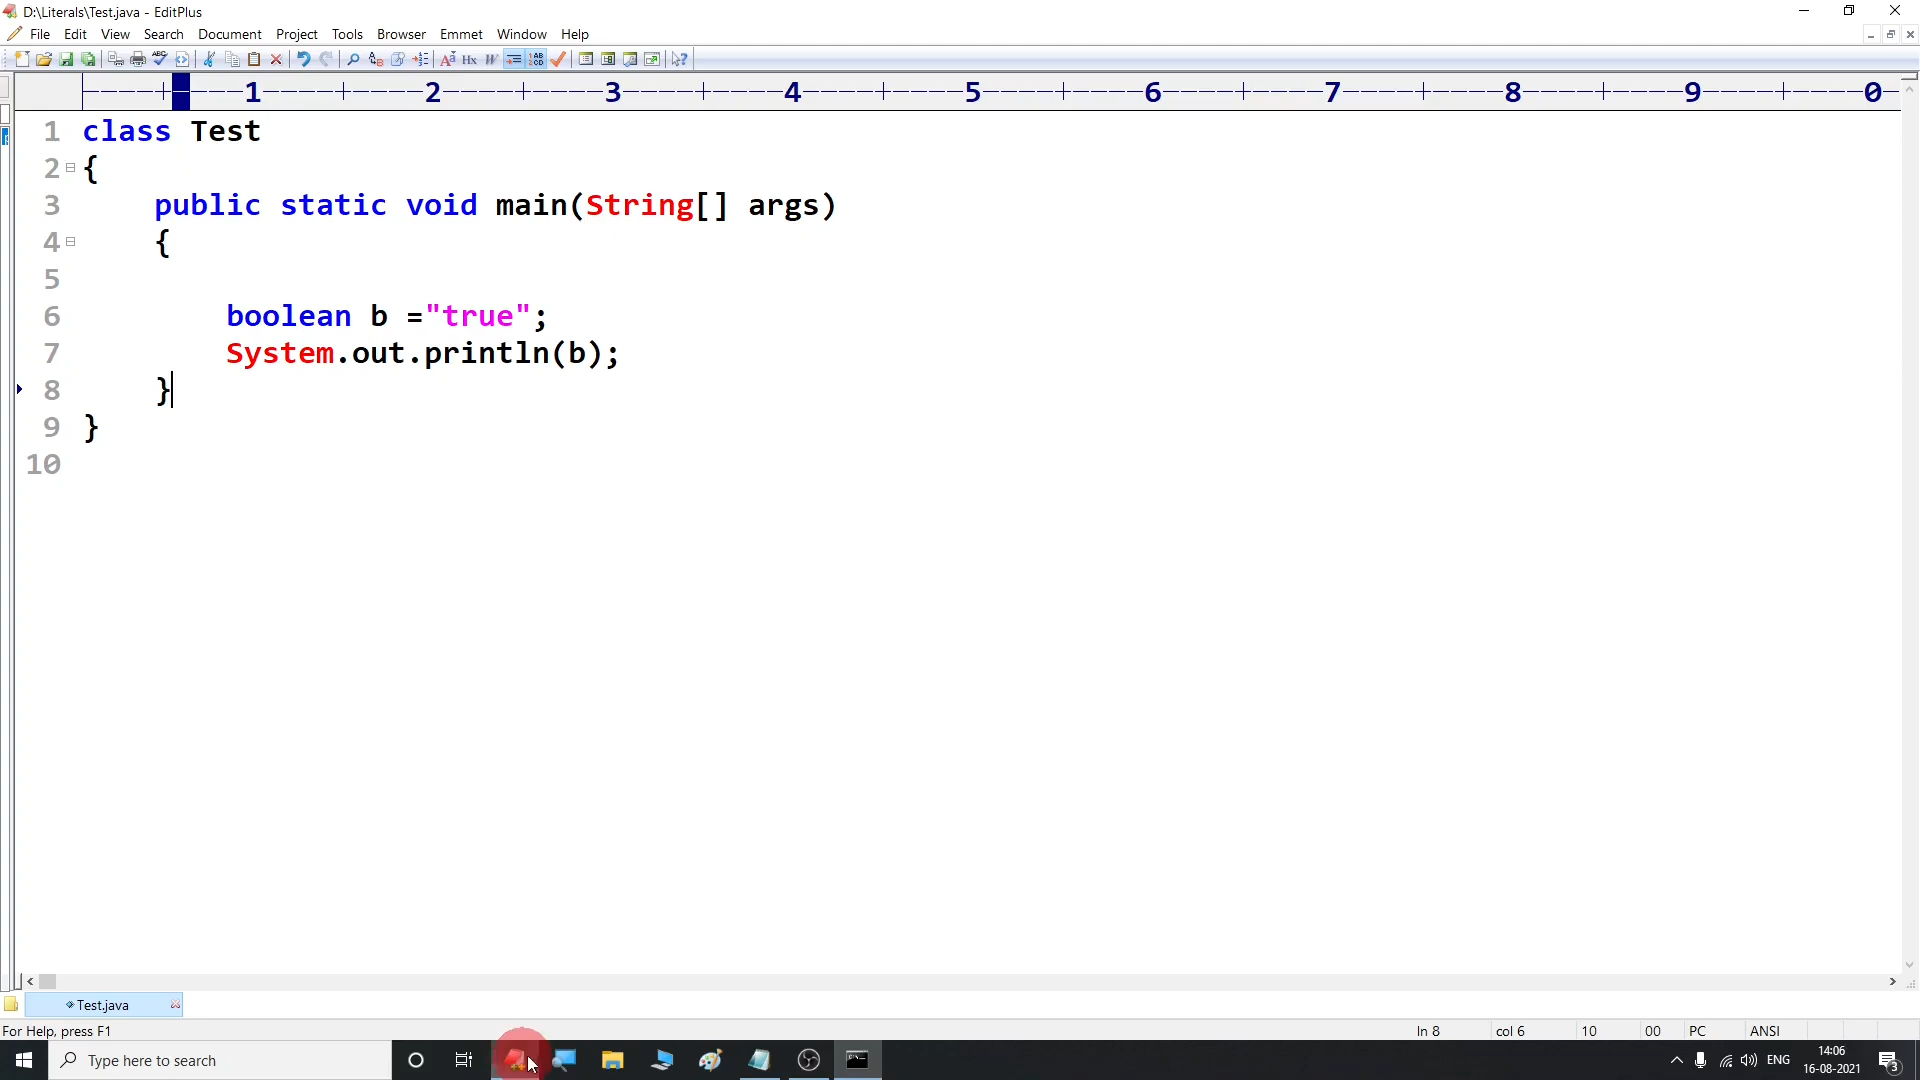 D:\Literals\Test.java - EditPlus
File Edit View Search Document Project Tools Browser Emmet Window Help
----+----1----+----2----+----3----+----4----+----5----+----6----+----7----+----8----+----9----+----0
1 class Test
2 {
3 public static void main(String[] args)
4 {
5
6 boolean b ="true";
7 System.out.println(b);
8 }
9 }
10
Test.java
For Help, press F1 ln 8 col 6 10 00 PC ANSI
Type here to search ENG 14:06
16-08-2021 3